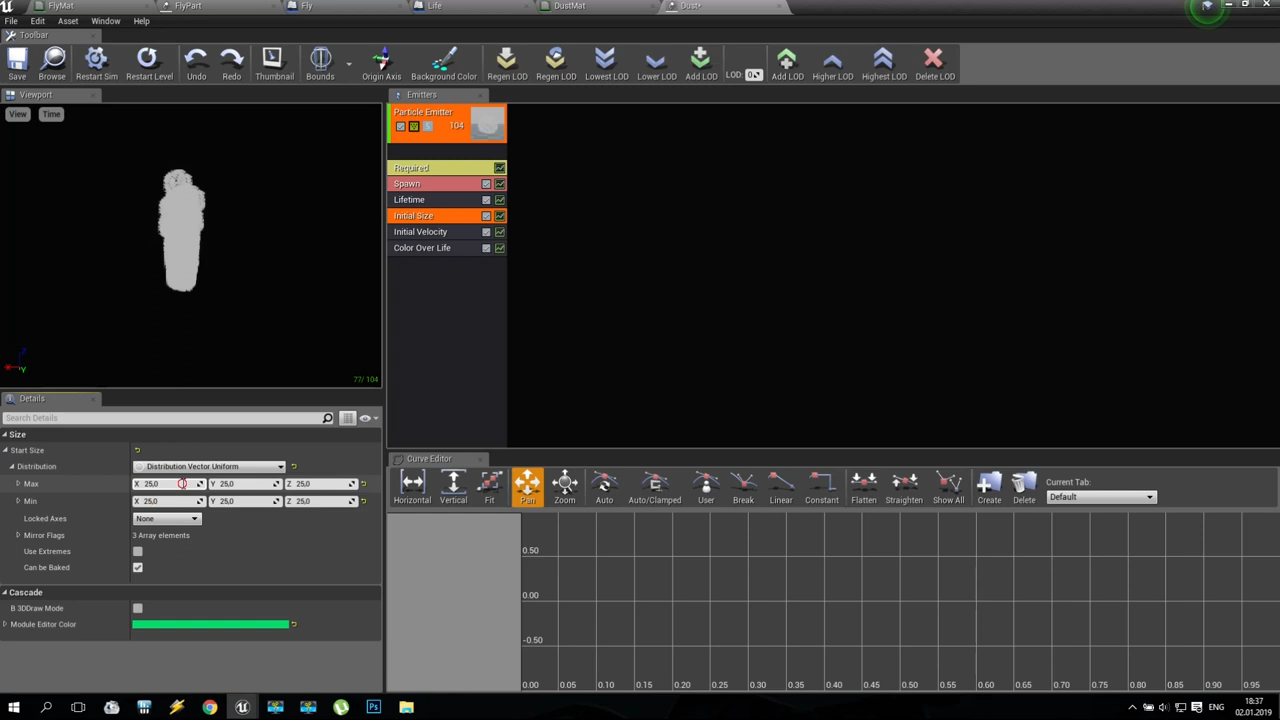 FlyMat
FlyPart
Fly
Life
DustMat
Dust*
File
Edit
Asset
Window
Help
Toolbar
Save
Browse
Restart Sim
Restart Level
Undo
Redo
Thumbnail
Bounds
Origin Axis
Background Color
Regen LOD
Regen LOD
Lowest LOD
Lower LOD
Add LOD
LOD: 0
Add LOD
Higher LOD
Highest LOD
Delete LOD
Viewport
Emitters
View
Time
Particle Emitter
104
Required
Spawn
Lifetime
Initial Size
Initial Velocity
Color Over Life
Z
X
Y
77/ 104
Details
Search Details
Size
Start Size
Distribution
Distribution Vector Uniform
Max
X 25,0
Y 25,0
Z 25,0
Min
X 25,0
Y 25,0
Z 25,0
Locked Axes
None
Mirror Flags
3 Array elements
Use Extremes
Can be Baked
Cascade
B 3DDraw Mode
Module Editor Color
Curve Editor
Horizontal
Vertical
Fit
Pan
Zoom
Auto
Auto/Clamped
User
Break
Linear
Constant
Flatten
Straighten
Show All
Create
Delete
Current Tab:
Default
0.50
0.00
-0.50
0.00 0.05 0.10 0.15 0.20 0.25 0.30 0.35 0.40 0.45 0.50 0.55 0.60 0.65 0.70 0.75 0.80 0.85 0.90 0.95
Ps
ENG
18:37
02.01.2019